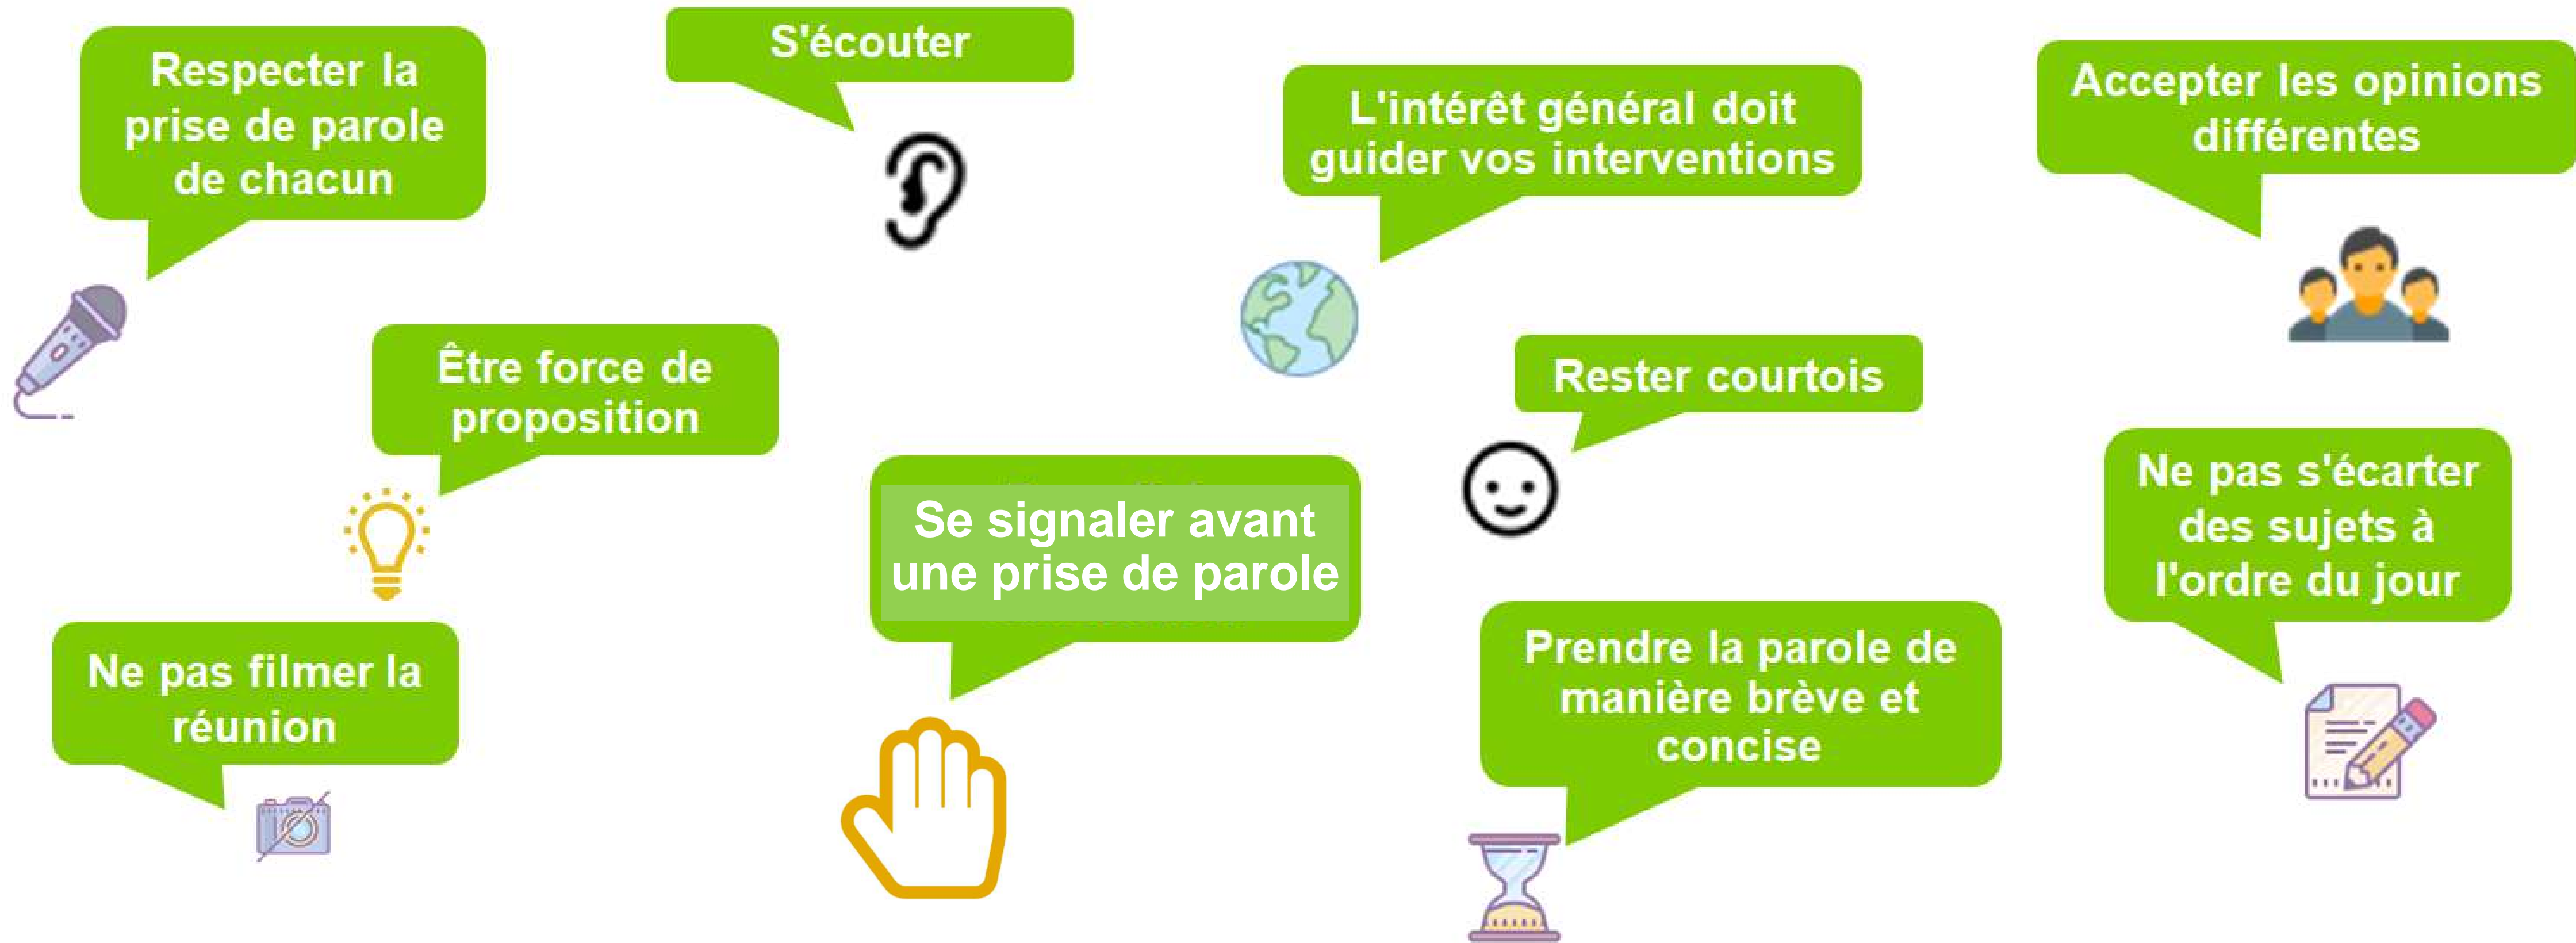 Respecter la
prise de parole
de chacun
S'écouter
L'intérêt général doit
guider vos interventions
Accepter les opinions
différentes
Être force de
proposition
Rester courtois
Se signaler avant
une prise de parole
Ne pas s'écarter
des sujets à
l'ordre du jour
Ne pas filmer la
réunion
Prendre la parole de
manière brève et
concise